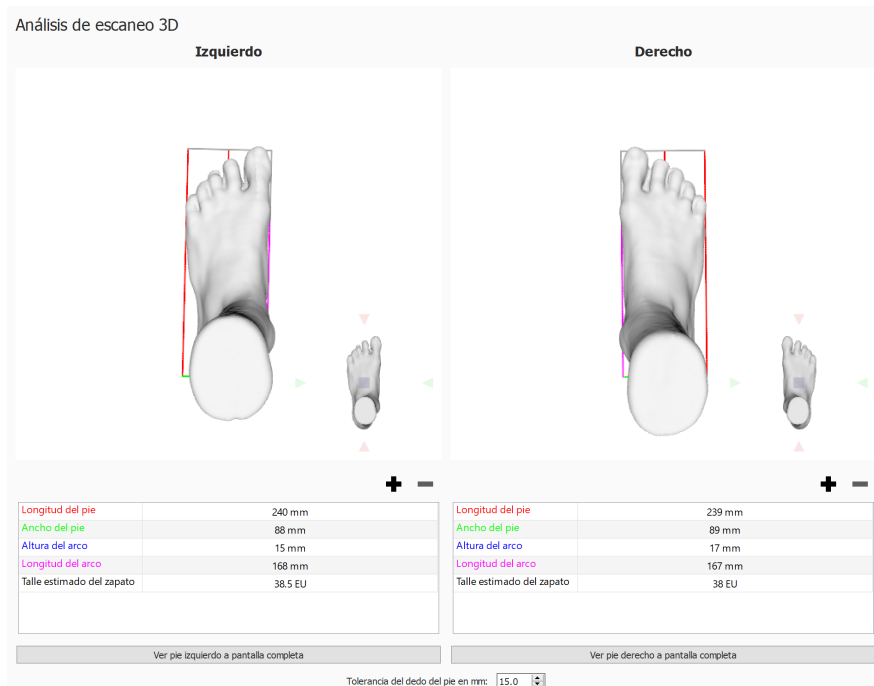 Análisis de escaneo 3D
Izquierdo
Derecho
Longitud del pie 240 mm
Ancho del pie 88 mm
Altura del arco 15 mm
Longitud del arco 168 mm
Talle estimado del zapato 38.5 EU
Longitud del pie 239 mm
Ancho del pie 89 mm
Altura del arco 17 mm
Longitud del arco 167 mm
Talle estimado del zapato 38 EU
Ver pie izquierdo a pantalla completa
Ver pie derecho a pantalla completa
Tolerancia del dedo del pie en mm: 15.0